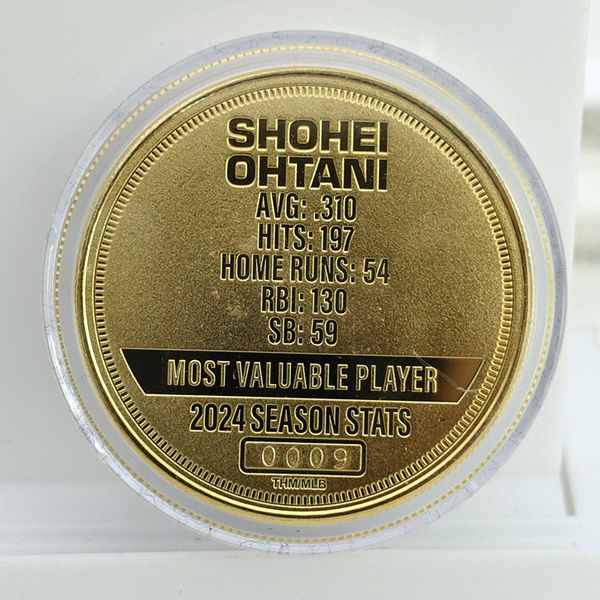 SHOHEI
OHTANI
AVG: .310
HITS: 197
HOME RUNS: 54
RBI: 130
SB: 59
MOST VALUABLE PLAYER
2024 SEASON STATS
0009
THM/MLB